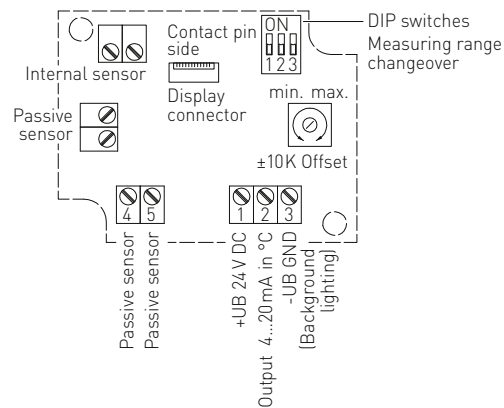 Contact pin
side
ON
1 2 3
DIP switches
Measuring range
changeover
Internal sensor
Display
connector
min. max.
Passive
sensor
±10K Offset
4 5
1 2 3
Passive sensor
Passive sensor
+UB 24V DC
Output 4...20mA in °C
-UB GND
(Background
lighting)